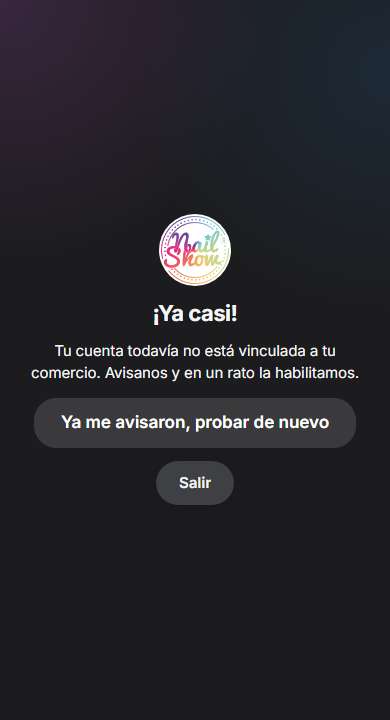 Nail
Show
¡Ya casi!
Tu cuenta todavía no está vinculada a tu
comercio. Avisanos y en un rato la habilitamos.
Ya me avisaron, probar de nuevo
Salir